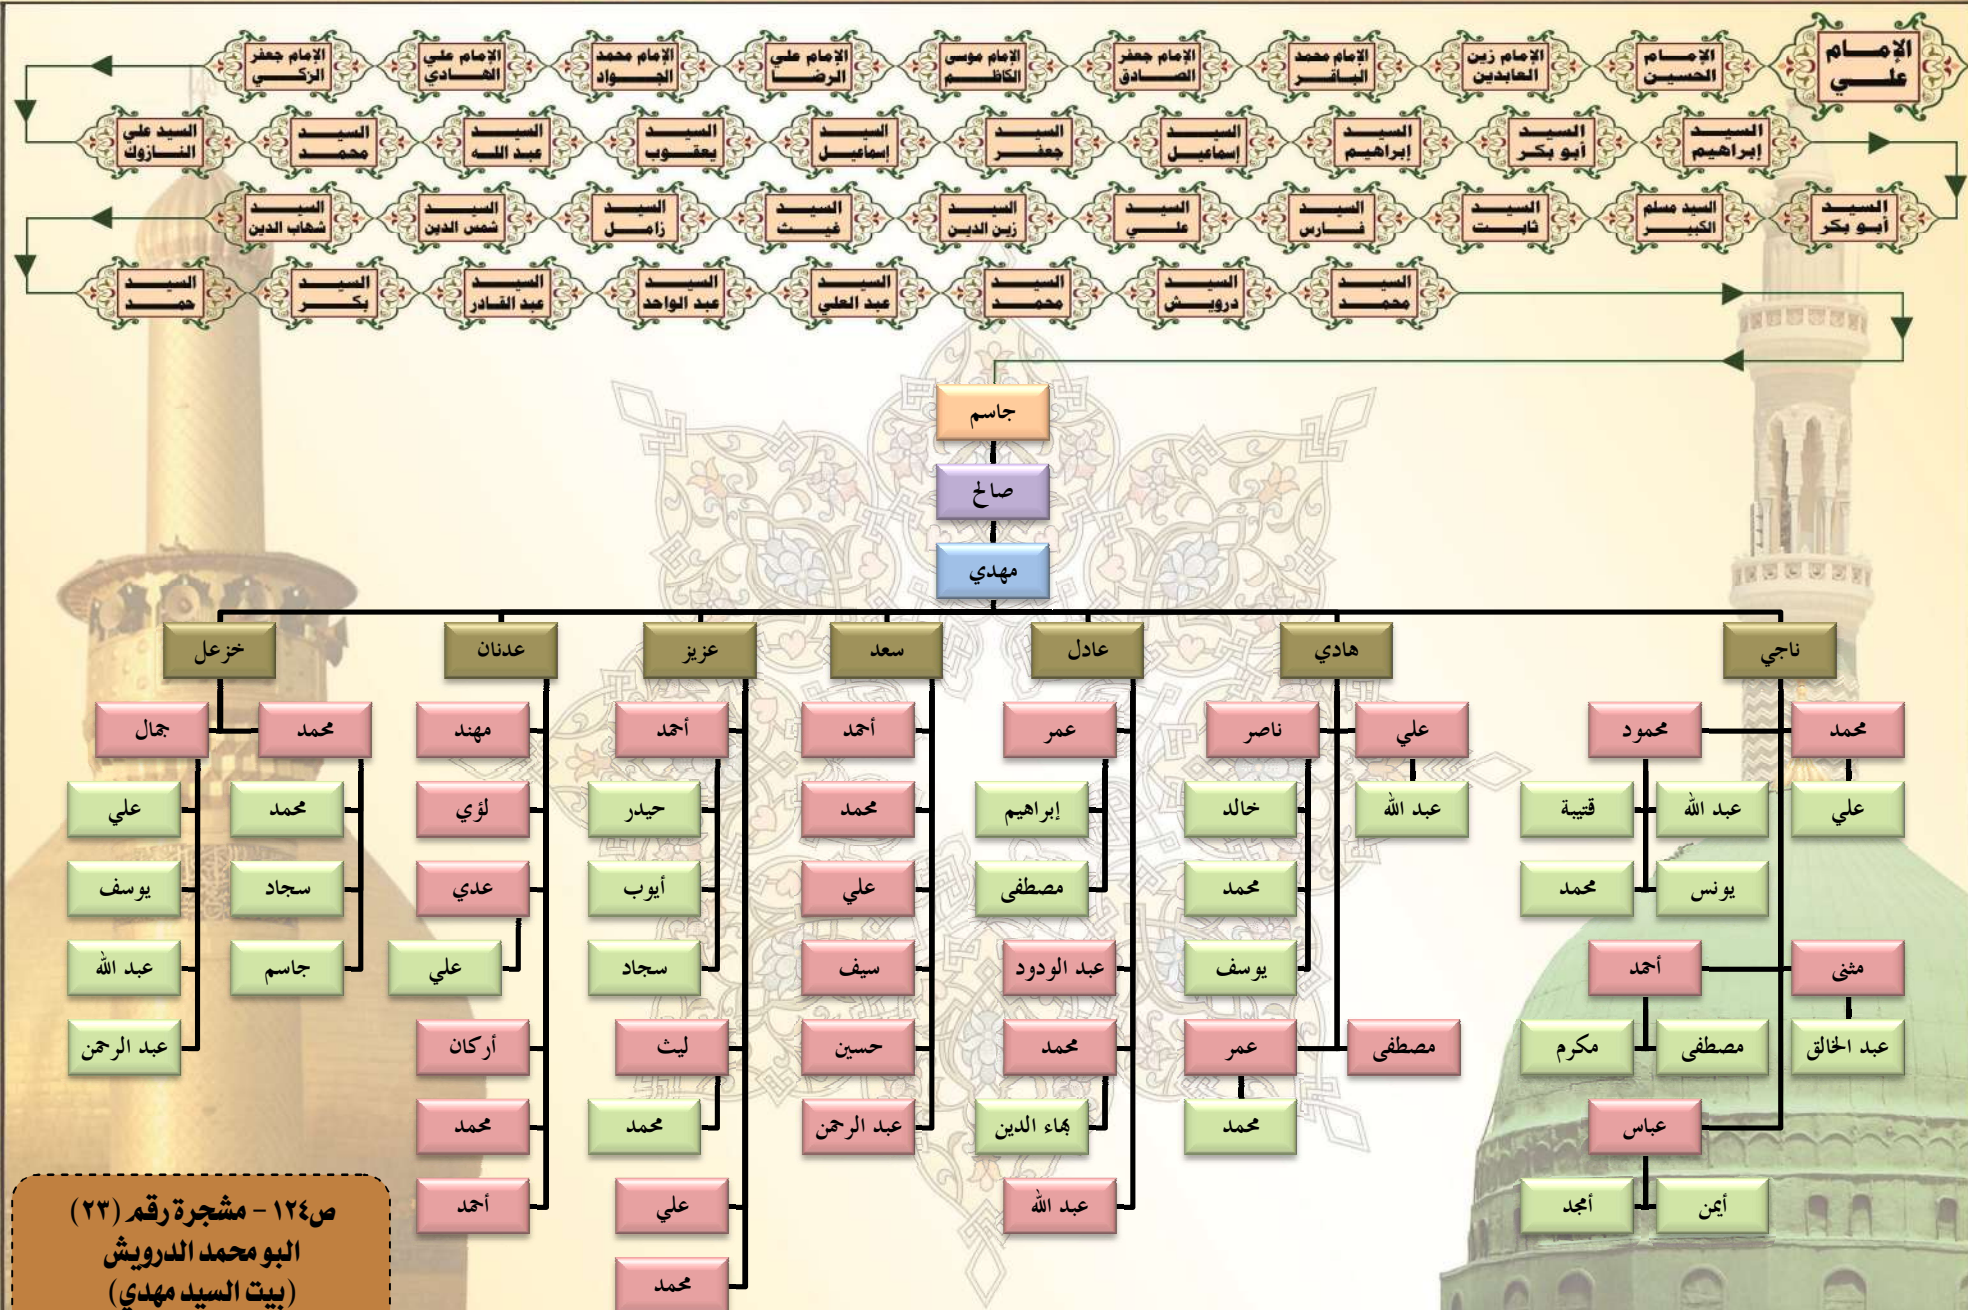 الإمام
علي
الإمام
الحسين
الإمام زين
العابدين
الإمام محمد
الباقر
الإمام جعفر
الصادق
الإمام موسى
الكاظم
الإمام علي
الرضا
الإمام محمد
الجواد
الإمام علي
الهادي
الإمام جعفر
الزكي
السيد علي
النازوك
السيد
محمد
السيد
عبد الله
السيد
يعقوب
السيد
إسماعيل
السيد
جعفر
السيد
إسماعيل
السيد
إبراهيم
السيد
أبو بكر
السيد
إبراهيم
السيد
أبو بكر
السيد مسلم
الكبير
السيد
ثابت
السيد
فارس
السيد
علي
السيد
زين الدين
السيد
غيث
السيد
زامل
السيد
شمس الدين
السيد
شهاب الدين
السيد
حمد
السيد
بكر
السيد
عبد القادر
السيد
عبد الواحد
السيد
عبد العلي
السيد
محمد
السيد
درويش
السيد
محمد
جاسم
صالح
مهدي
ناجي
هادي
عادل
سعد
عزيز
عدنان
خزعل
محمد
محمود
علي
ناصر
عمر
أحمد
أحمد
مهند
محمد
جمال
علي
عبد الله
قتيبة
عبد الله
خالد
إبراهيم
محمد
حيدر
لؤي
محمد
علي
يونس
محمد
محمد
مصطفى
علي
أيوب
عدي
سجاد
يوسف
مثنى
أحمد
يوسف
عبد الودود
سيف
سجاد
علي
جاسم
عبد الله
عبد الخالق
مصطفى
مكرم
مصطفى
عمر
محمد
حسين
ليث
أركان
عبد الرحمن
عباس
محمد
بهاء الدين
عبد الرحمن
محمد
محمد
أيمن
أمجد
عبد الله
علي
أحمد
محمد
ص١٢٤ - مشجرة رقم (٢٣)
البو محمد الدرويش
(بيت السيد مهدي)